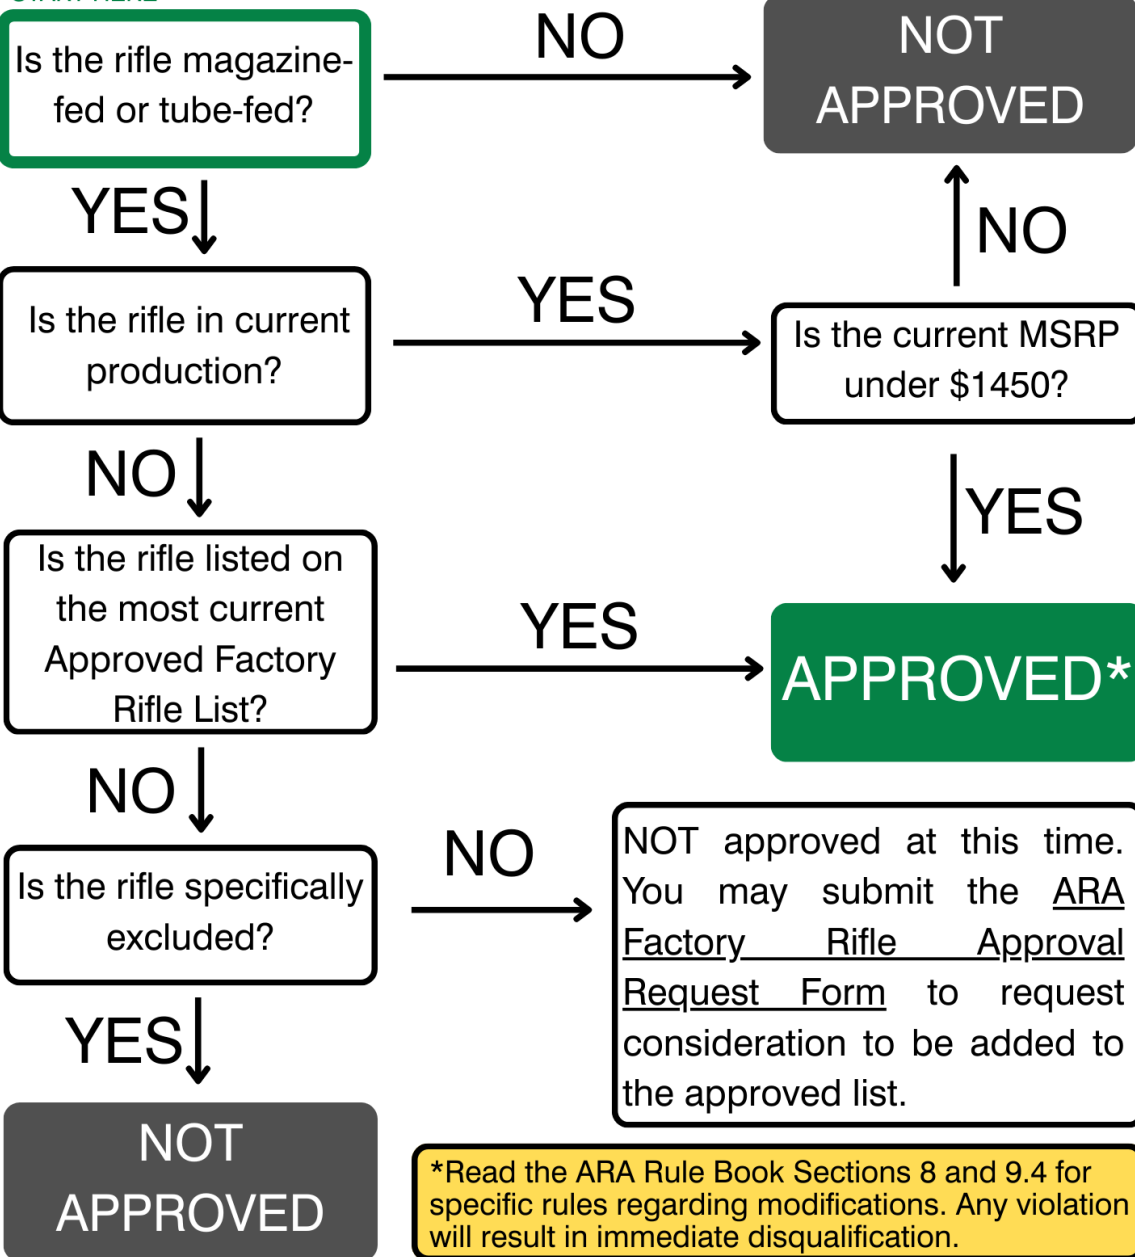 START HERE
Is the rifle magazine-
fed or tube-fed?
NO
NOT
APPROVED
YES
NO
Is the rifle in current
production?
YES
Is the current MSRP
under $1450?
NO
YES
Is the rifle listed on
the most current
Approved Factory
Rifle List?
YES
APPROVED*
NO
Is the rifle specifically
excluded?
NO
NOT approved at this time.
You may submit the ARA
Factory Rifle Approval
Request Form to request
consideration to be added to
the approved list.
YES
NOT
APPROVED
*Read the ARA Rule Book Sections 8 and 9.4 for
specific rules regarding modifications. Any violation
will result in immediate disqualification.